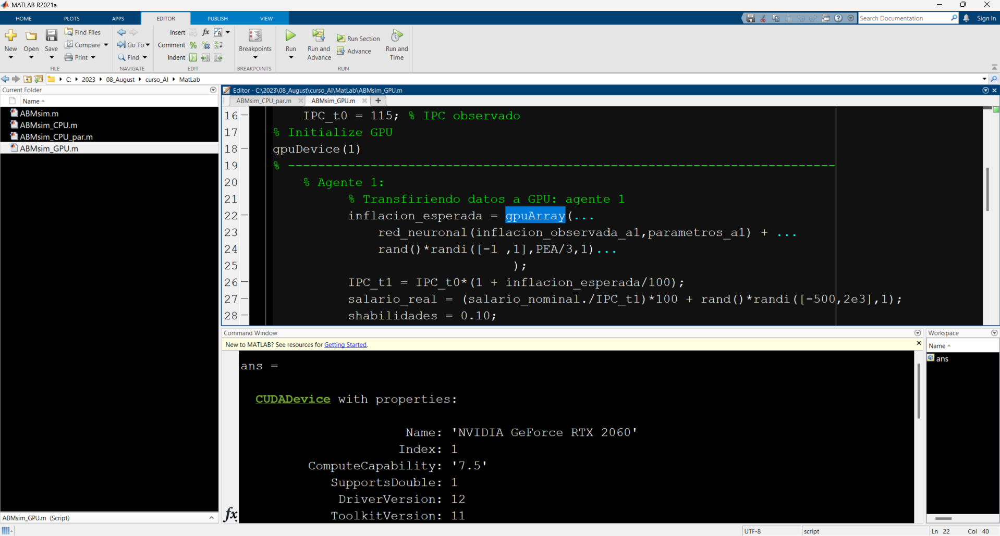 MATLAB R2021a
HOME PLOTS APPS EDITOR PUBLISH VIEW
Search Documentation
Sign In
New Open Save
Find Files
Compare
Print
FILE
Go To
Find
NAVIGATE
Insert fx
Comment %
Indent
EDIT
Breakpoints
BREAKPOINTS
Run
Run and Advance
Run Section
Advance
Run and Time
RUN
C: 2023 08_August curso_AI MatLab
Current Folder
Name
ABMsim.m
ABMsim_CPU.m
ABMsim_CPU_par.m
ABMsim_GPU.m
ABMsim_GPU.m (Script)
Editor - C:\2023\08_August\curso_AI\MatLab\ABMsim_GPU.m
ABMsim_CPU_par.m ABMsim_GPU.m +
16 IPC_t0 = 115; % IPC observado
17 % Initialize GPU
18 gpuDevice(1)
19 % -------------------------------------------------------------------------
20 % Agente 1:
21 % Transfiriendo datos a GPU: agente 1
22 inflacion_esperada = gpuArray(...
23 red_neuronal(inflacion_observada_a1,parametros_a1) + ...
24 rand()*randi([-1 ,1],PEA/3,1)...
25 );
26 IPC_t1 = IPC_t0*(1 + inflacion_esperada/100);
27 salario_real = (salario_nominal./IPC_t1)*100 + rand()*randi([-500,2e3],1);
28 shabilidades = 0.10;
Command Window
New to MATLAB? See resources for Getting Started.
ans =
CUDADevice with properties:
Name: 'NVIDIA GeForce RTX 2060'
Index: 1
ComputeCapability: '7.5'
SupportsDouble: 1
DriverVersion: 12
ToolkitVersion: 11
fx
Workspace
Name
ans
UTF-8 script Ln 22 Col 40